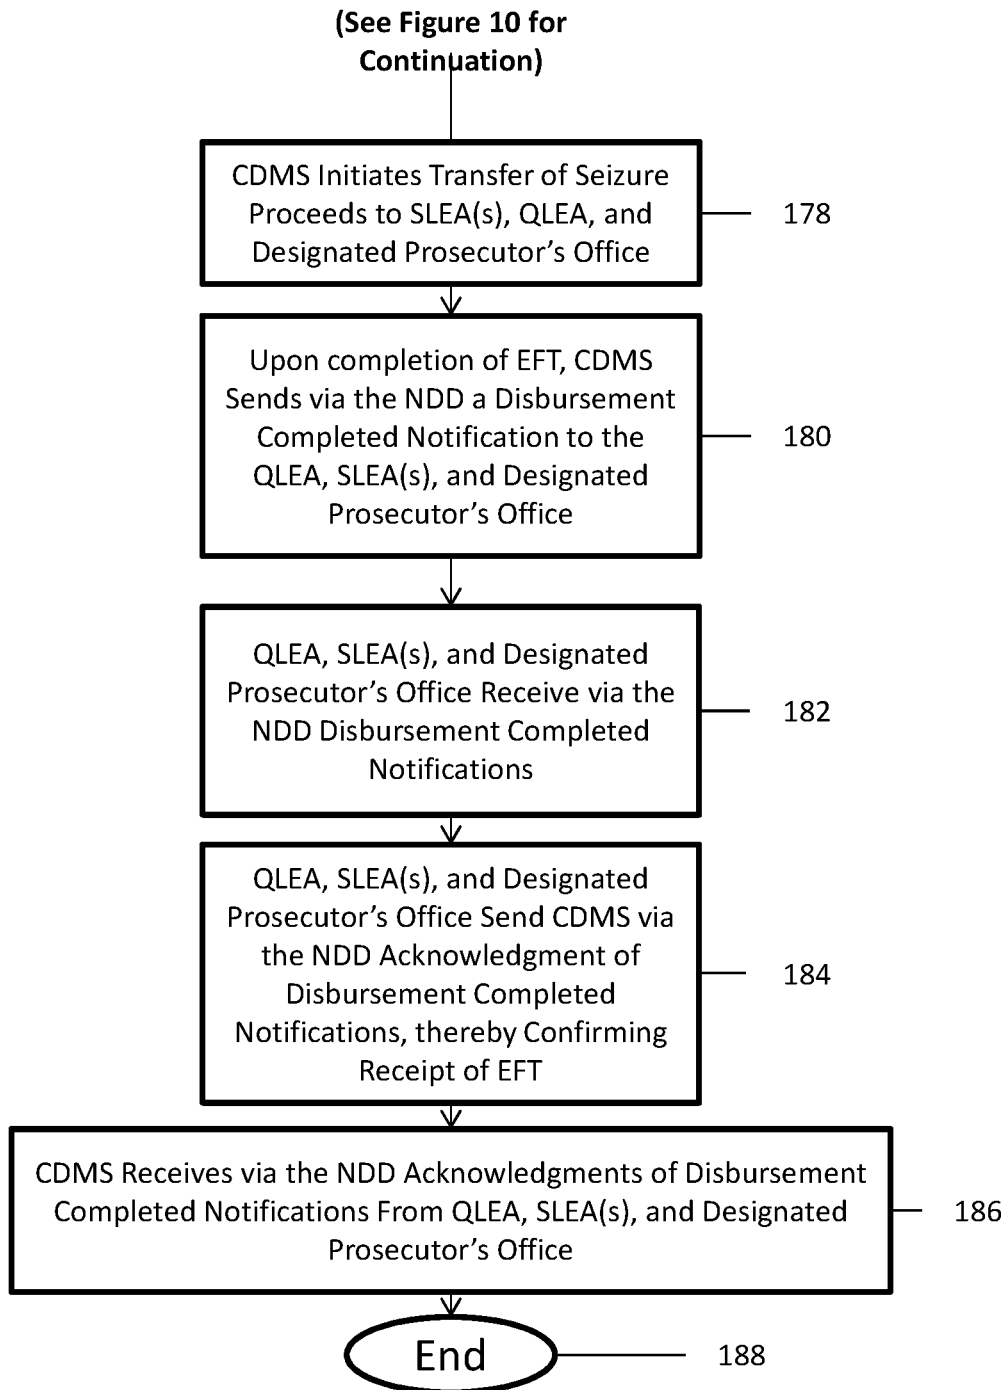 (See Figure 10 for
Continuation)
CDMS Initiates Transfer of Seizure
Proceeds to SLEA(s), QLEA, and
Designated Prosecutor’s Office
178
Upon completion of EFT, CDMS
Sends via the NDD a Disbursement
Completed Notification to the
QLEA, SLEA(s), and Designated
Prosecutor’s Office
180
QLEA, SLEA(s), and Designated
Prosecutor’s Office Receive via the
NDD Disbursement Completed
Notifications
182
QLEA, SLEA(s), and Designated
Prosecutor’s Office Send CDMS via
the NDD Acknowledgment of
Disbursement Completed
Notifications, thereby Confirming
Receipt of EFT
184
CDMS Receives via the NDD Acknowledgments of Disbursement
Completed Notifications From QLEA, SLEA(s), and Designated
Prosecutor’s Office
186
End
188